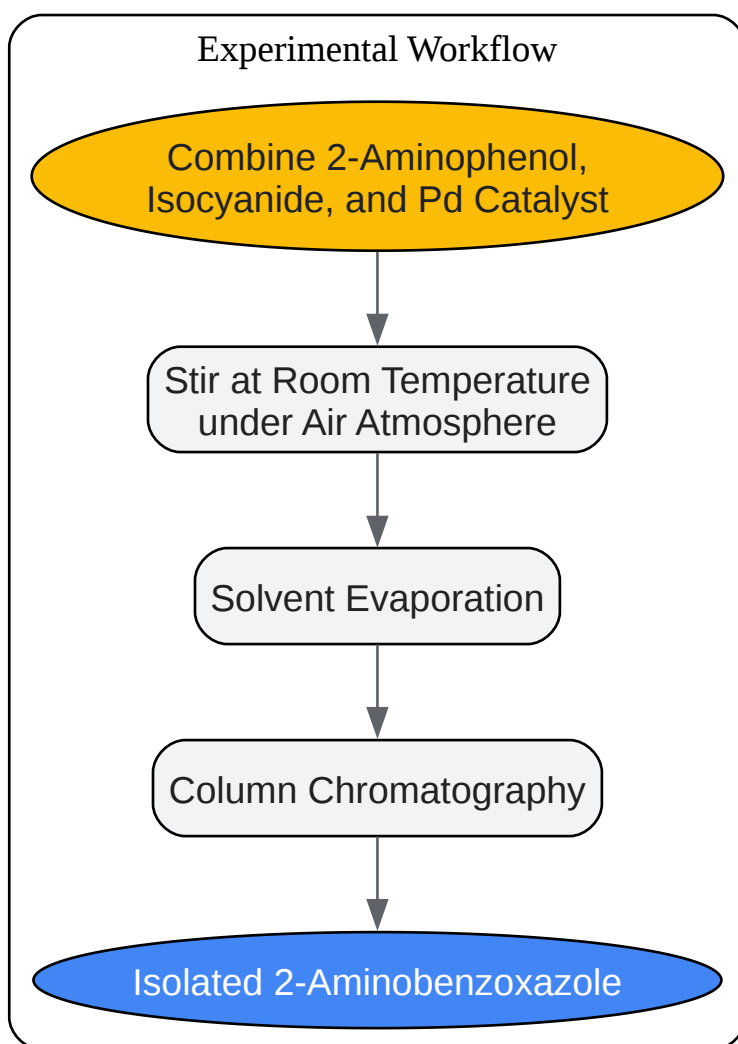 Experimental Workflow
Combine 2-Aminophenol,
Isocyanide, and Pd Catalyst
Stir at Room Temperature
under Air Atmosphere
Solvent Evaporation
Column Chromatography
Isolated 2-Aminobenzoxazole